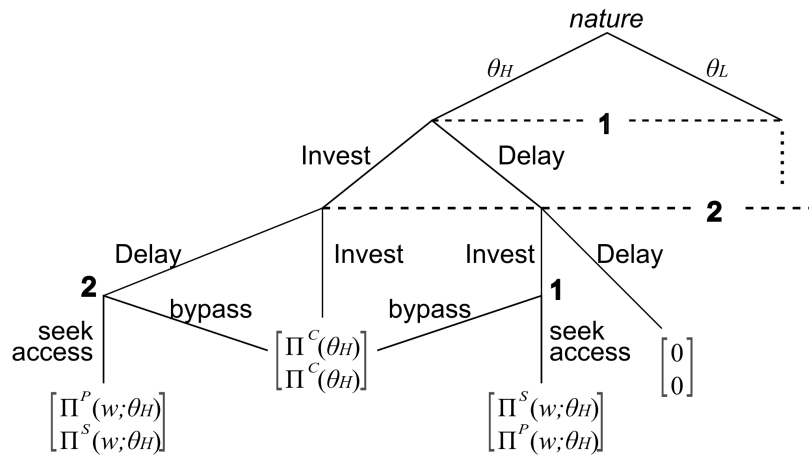 nature
θH θL
1
Invest Delay
2
Delay Invest Invest Delay
2 bypass bypass 1
seek access
seek access
[Π^C(θH)
Π^C(θH)]
[0
0]
[Π^P(w;θH)
Π^S(w;θH)]
[Π^S(w;θH)
Π^P(w;θH)]